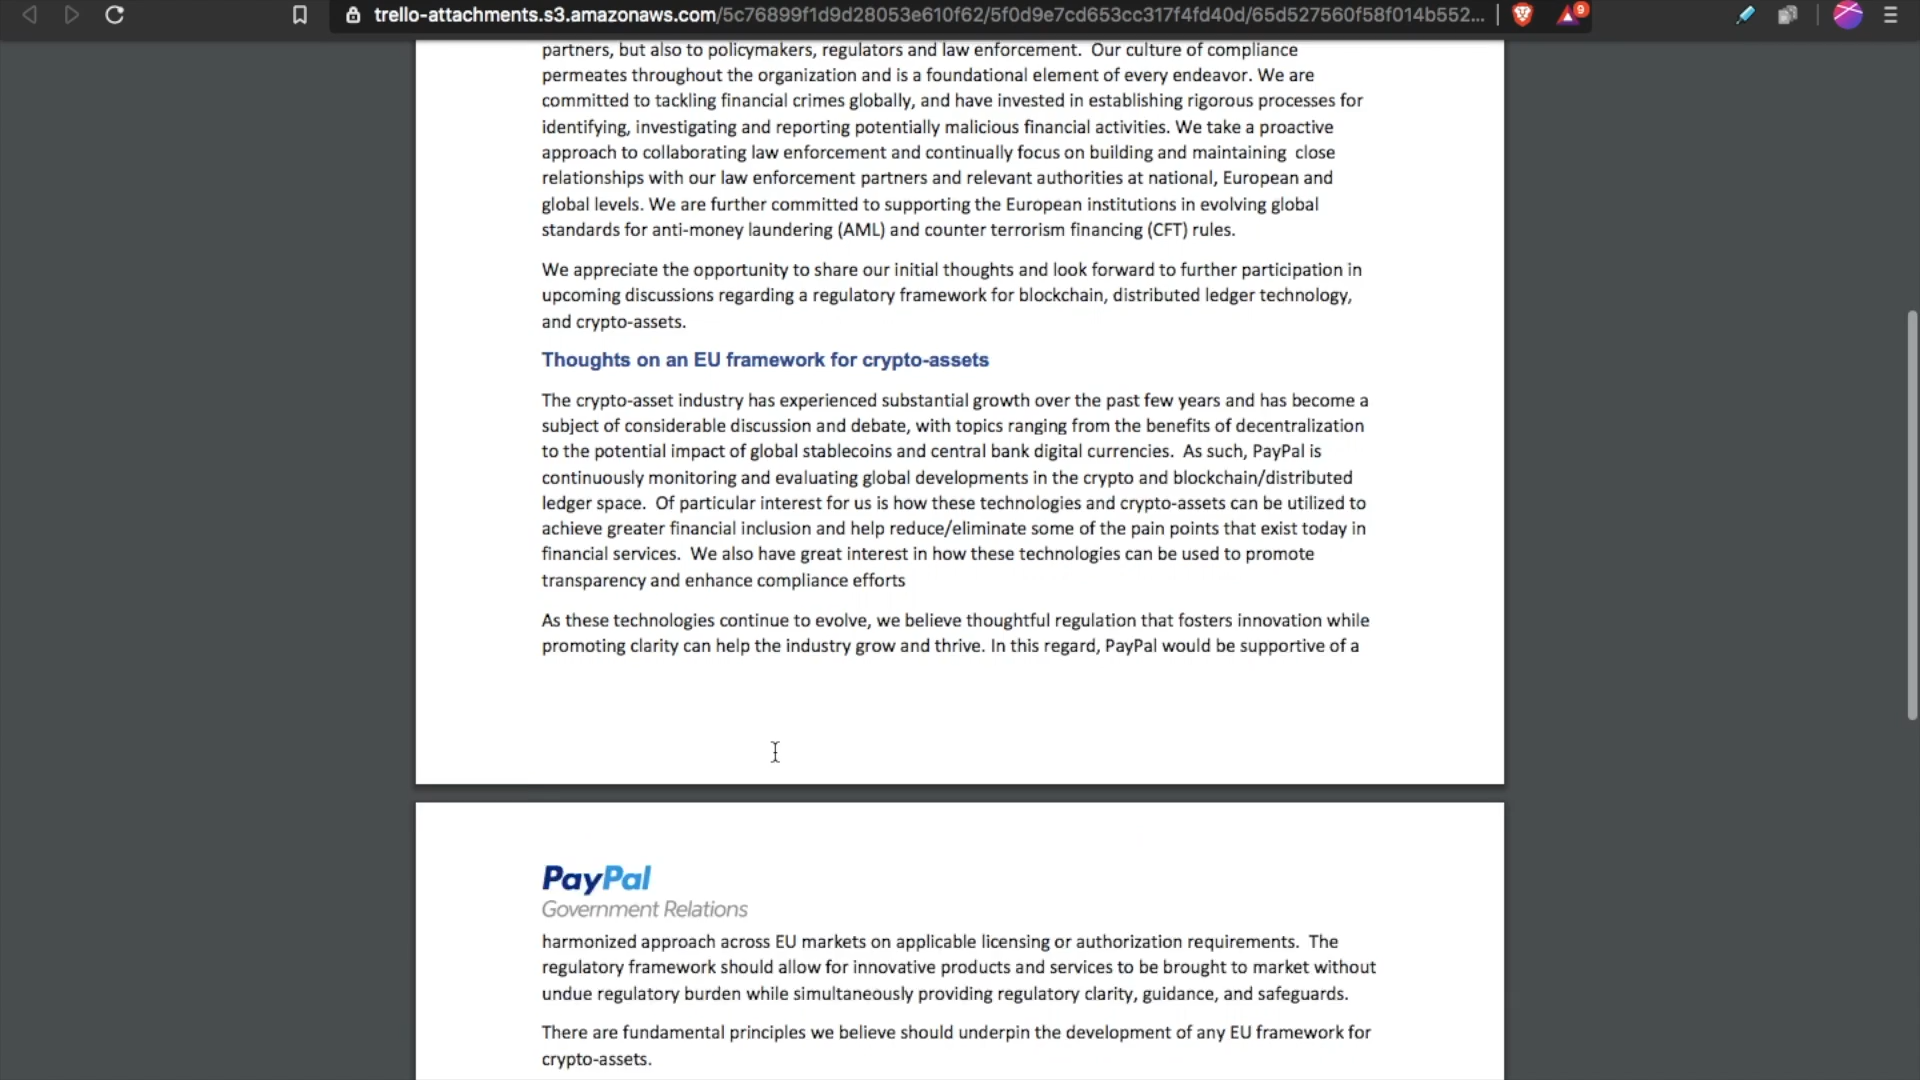 trello-attachments.s3.amazonaws.com/5c76899f1d9d28053e610f62/5f0d9e7cd653cc317f4fd40d/65d527560f58f014b552...
9
partners, but also to policymakers, regulators and law enforcement.  Our culture of compliance
permeates throughout the organization and is a foundational element of every endeavor. We are
committed to tackling financial crimes globally, and have invested in establishing rigorous processes for
identifying, investigating and reporting potentially malicious financial activities. We take a proactive
approach to collaborating law enforcement and continually focus on building and maintaining  close
relationships with our law enforcement partners and relevant authorities at national, European and
global levels. We are further committed to supporting the European institutions in evolving global
standards for anti-money laundering (AML) and counter terrorism financing (CFT) rules.
We appreciate the opportunity to share our initial thoughts and look forward to further participation in
upcoming discussions regarding a regulatory framework for blockchain, distributed ledger technology,
and crypto-assets.
Thoughts on an EU framework for crypto-assets
The crypto-asset industry has experienced substantial growth over the past few years and has become a
subject of considerable discussion and debate, with topics ranging from the benefits of decentralization
to the potential impact of global stablecoins and central bank digital currencies.  As such, PayPal is
continuously monitoring and evaluating global developments in the crypto and blockchain/distributed
ledger space.  Of particular interest for us is how these technologies and crypto-assets can be utilized to
achieve greater financial inclusion and help reduce/eliminate some of the pain points that exist today in
financial services.  We also have great interest in how these technologies can be used to promote
transparency and enhance compliance efforts
As these technologies continue to evolve, we believe thoughtful regulation that fosters innovation while
promoting clarity can help the industry grow and thrive. In this regard, PayPal would be supportive of a
PayPal
Government Relations
harmonized approach across EU markets on applicable licensing or authorization requirements.  The
regulatory framework should allow for innovative products and services to be brought to market without
undue regulatory burden while simultaneously providing regulatory clarity, guidance, and safeguards.
There are fundamental principles we believe should underpin the development of any EU framework for
crypto-assets.